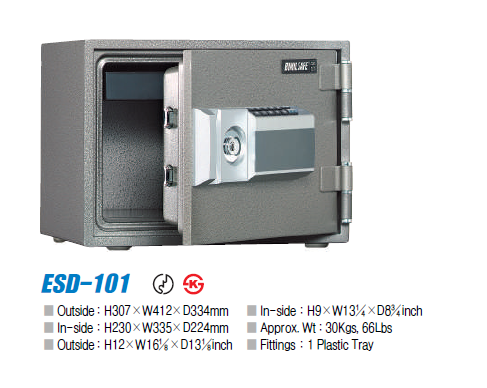 DIMILSAFE
ESD-101
Outside : H307×W412×D334mm
In-side : H9×W13¼×D8¾inch
In-side : H230×W335×D224mm
Approx. Wt : 30Kgs, 66Lbs
Outside : H12×W16⅛×D13⅛inch
Fittings : 1 Plastic Tray